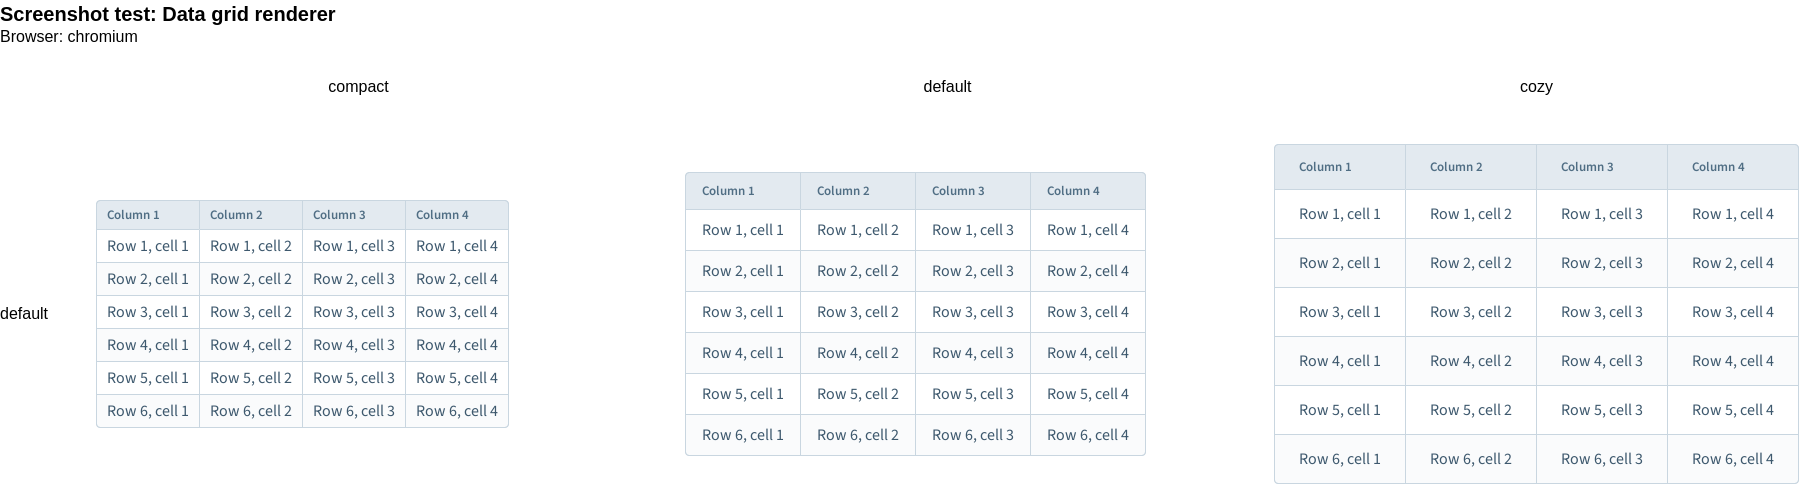 Screenshot test: Data grid renderer
Browser: chromium
compact default cozy
default
Column 1 Column 2 Column 3 Column 4
Row 1, cell 1 Row 1, cell 2 Row 1, cell 3 Row 1, cell 4
Row 2, cell 1 Row 2, cell 2 Row 2, cell 3 Row 2, cell 4
Row 3, cell 1 Row 3, cell 2 Row 3, cell 3 Row 3, cell 4
Row 4, cell 1 Row 4, cell 2 Row 4, cell 3 Row 4, cell 4
Row 5, cell 1 Row 5, cell 2 Row 5, cell 3 Row 5, cell 4
Row 6, cell 1 Row 6, cell 2 Row 6, cell 3 Row 6, cell 4
Column 1 Column 2 Column 3 Column 4
Row 1, cell 1 Row 1, cell 2 Row 1, cell 3 Row 1, cell 4
Row 2, cell 1 Row 2, cell 2 Row 2, cell 3 Row 2, cell 4
Row 3, cell 1 Row 3, cell 2 Row 3, cell 3 Row 3, cell 4
Row 4, cell 1 Row 4, cell 2 Row 4, cell 3 Row 4, cell 4
Row 5, cell 1 Row 5, cell 2 Row 5, cell 3 Row 5, cell 4
Row 6, cell 1 Row 6, cell 2 Row 6, cell 3 Row 6, cell 4
Column 1 Column 2 Column 3 Column 4
Row 1, cell 1 Row 1, cell 2 Row 1, cell 3 Row 1, cell 4
Row 2, cell 1 Row 2, cell 2 Row 2, cell 3 Row 2, cell 4
Row 3, cell 1 Row 3, cell 2 Row 3, cell 3 Row 3, cell 4
Row 4, cell 1 Row 4, cell 2 Row 4, cell 3 Row 4, cell 4
Row 5, cell 1 Row 5, cell 2 Row 5, cell 3 Row 5, cell 4
Row 6, cell 1 Row 6, cell 2 Row 6, cell 3 Row 6, cell 4